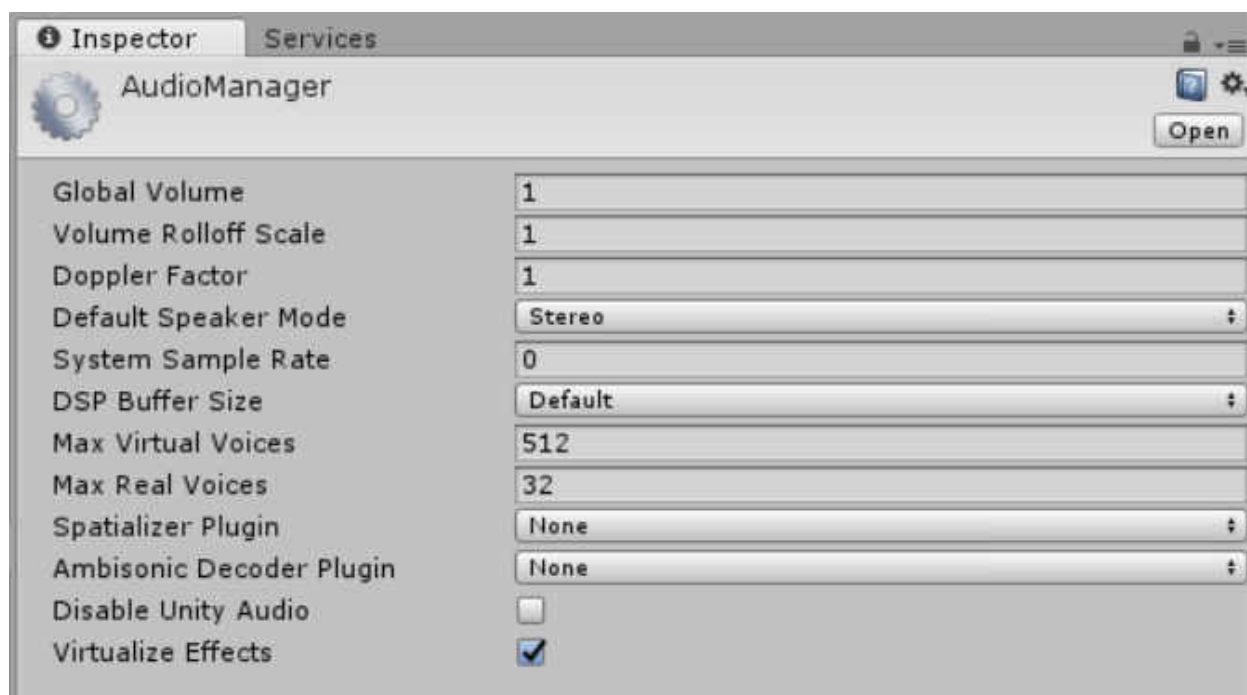 Inspector Services
AudioManager
Open
Global Volume 1
Volume Rolloff Scale 1
Doppler Factor 1
Default Speaker Mode Stereo
System Sample Rate 0
DSP Buffer Size Default
Max Virtual Voices 512
Max Real Voices 32
Spatializer Plugin None
Ambisonic Decoder Plugin None
Disable Unity Audio
Virtualize Effects